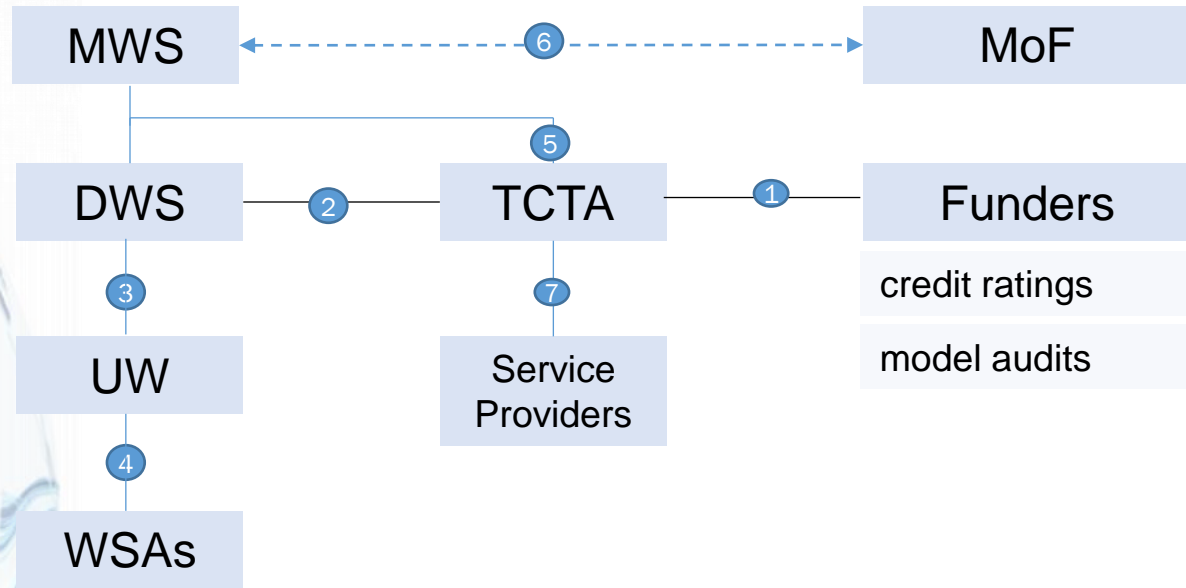 MWS
6
MoF
5
DWS
2
TCTA
1
Funders
3
7
credit ratings
UW
Service
Providers
model audits
4
WSAs